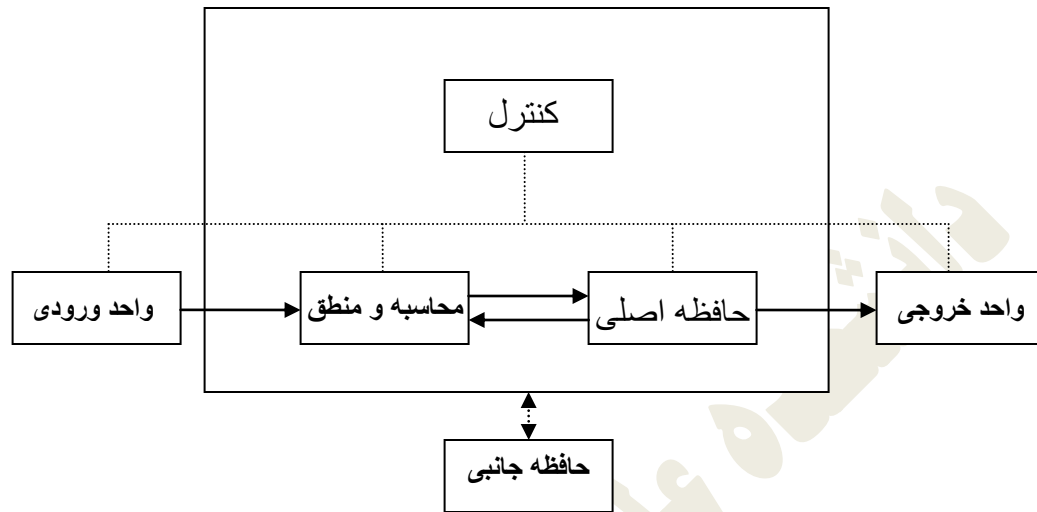 کنترل
واحد ورودی
محاسبه و منطق
حافظه اصلی
واحد خروجی
حافظه جانبی